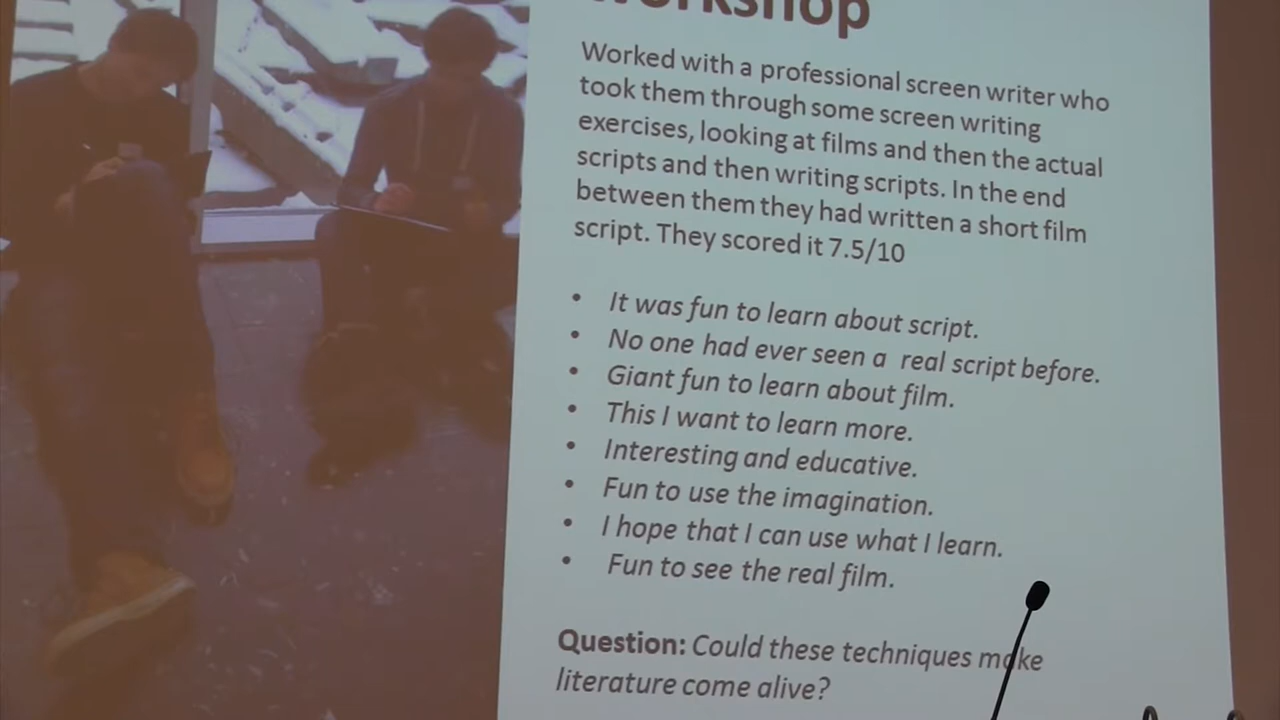 workshop
Worked with a professional screen writer who
took them through some screen writing
exercises, looking at films and then the actual
scripts and then writing scripts. In the end
between them they had written a short film
script. They scored it 7.5/10
• It was fun to learn about script.
• No one had ever seen a real script before.
• Giant fun to learn about film.
• This I want to learn more.
• Interesting and educative.
• Fun to use the imagination.
• I hope that I can use what I learn.
• Fun to see the real film.
Question: Could these techniques make
literature come alive?